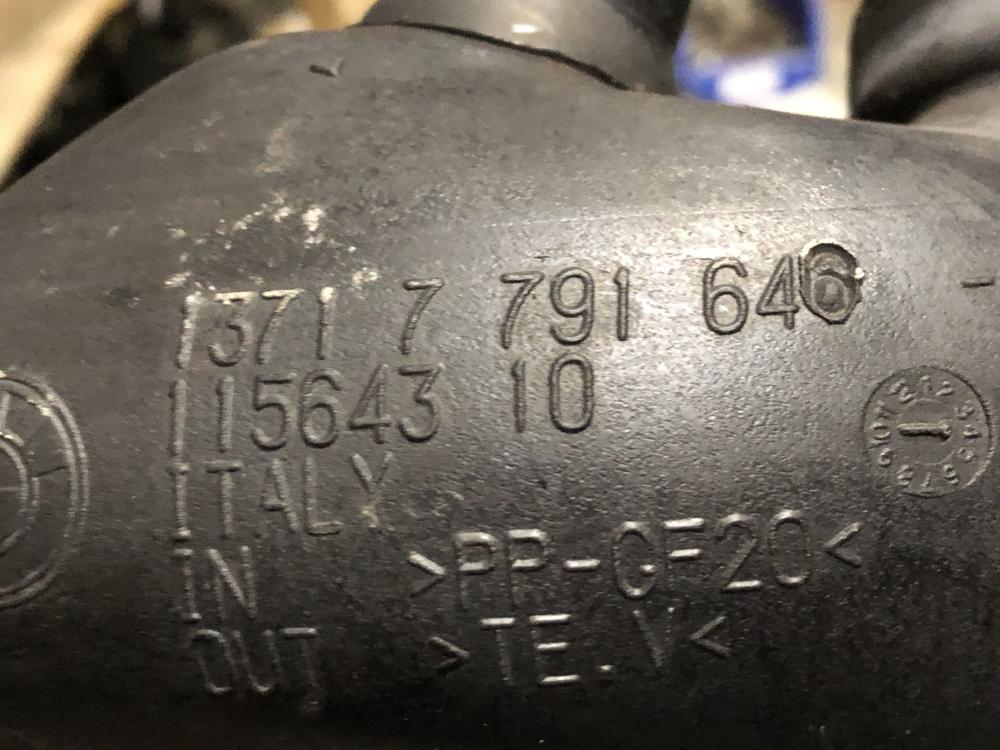 1371 7 791 646 -
115643 10
ITALY
IN >PP-GF20<
OUT >TE.V<